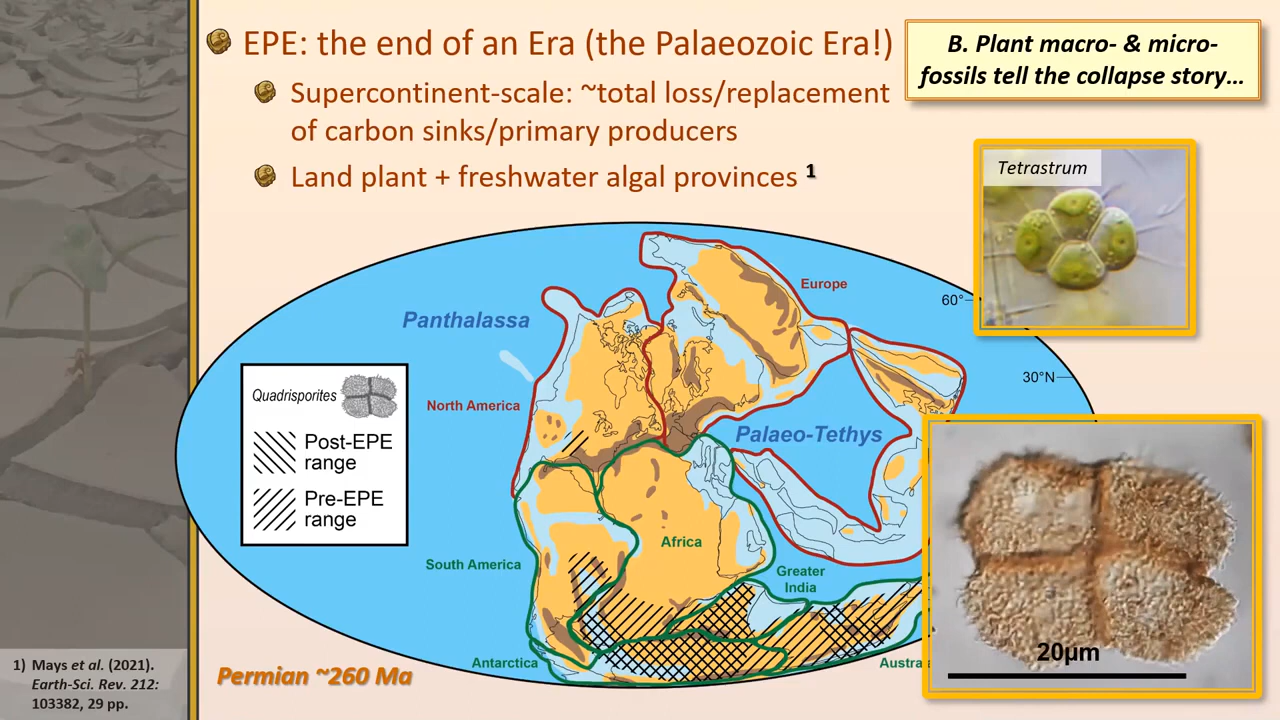 EPE: the end of an Era (the Palaeozoic Era!)
B. Plant macro- & micro-
fossils tell the collapse story…
Supercontinent-scale: ~total loss/replacement
of carbon sinks/primary producers
Land plant + freshwater algal provinces 1
Tetrastrum
Europe
60°
Panthalassa
30°N
Quadrisporites
North America
Post-EPE
range
Palaeo-Tethys
Pre-EPE
range
Africa
South America
Greater
India
20µm
Antarctica
Austra
Permian ~260 Ma
1) Mays et al. (2021).
Earth-Sci. Rev. 212:
103382, 29 pp.